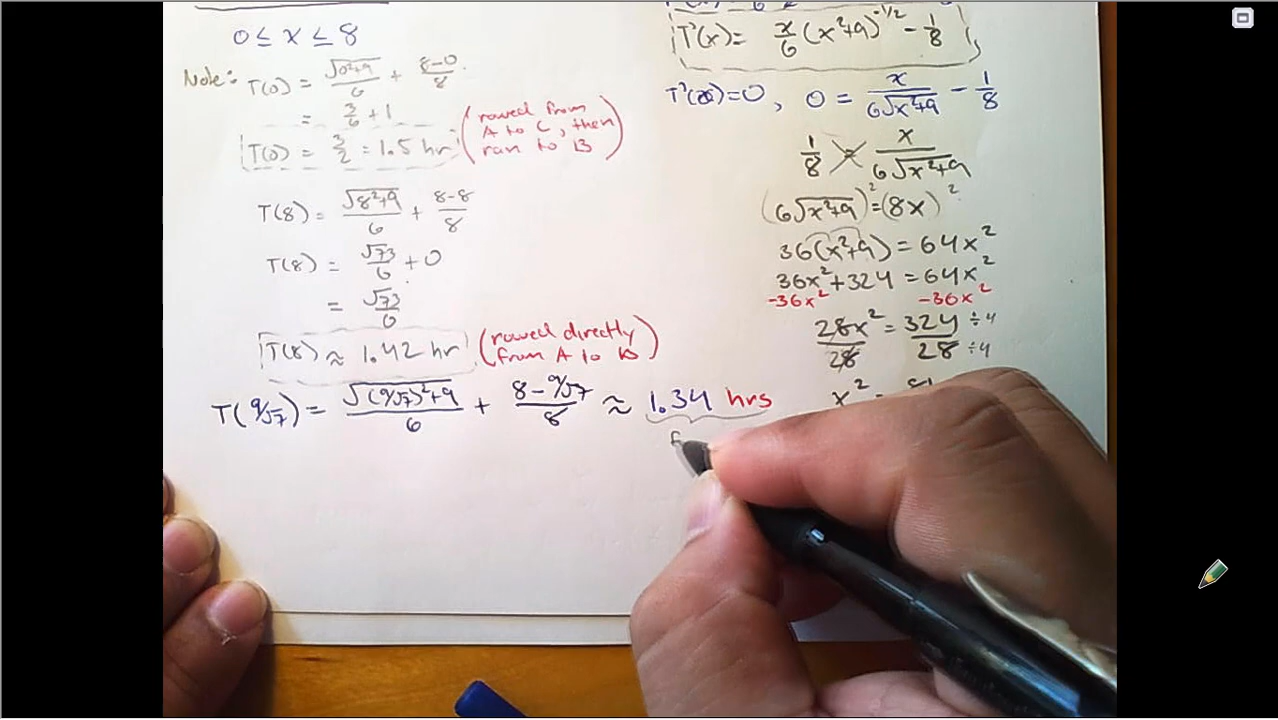 0 ≤ x ≤ 8
Note: T(0) = √(0²+9)/6 + (8-0)/8
= 3/6 + 1
T(0) = 3/2 = 1.5 hr
(rowed from
A to C, then
ran to B)
T(8) = √(8²+9)/6 + (8-8)/8
T(8) = √73/6 + 0
= √73/6
T(8) ≈ 1.42 hr
(rowed directly
from A to B)
T(9/√7) = √((9/√7)²+9)/6 + (8-9/√7)/8 ≈ 1.34 hrs
T'(x) = x/6 (x²+9)^(-1/2) - 1/8
T'(x)=0, 0 = x/(6√(x²+9)) - 1/8
1/8 = x/(6√(x²+9))
(6√(x²+9))² = (8x)²
36(x²+9) = 64x²
36x²+324 = 64x²
-36x² -36x²
28x²/28 = 324/28 ÷4 ÷4
x² = 81